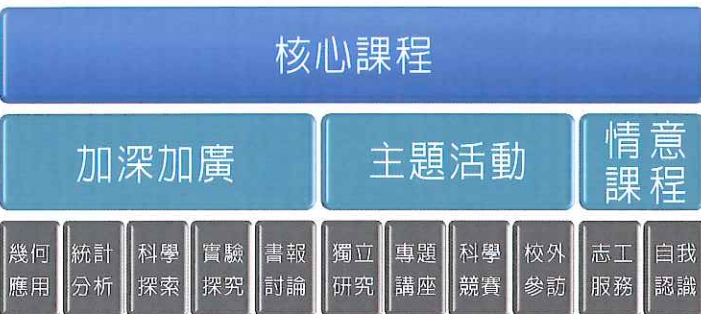 核心課程
加深加廣
主題活動
情意
課程
幾何
應用
統計
分析
科學
探索
實驗
探究
書報
討論
獨立
研究
專題
講座
科學
競賽
校外
參訪
志工
服務
自我
認識